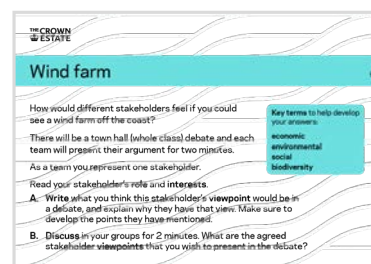 THE CROWN
ESTATE
Wind farm
How would different stakeholders feel if you could
see a wind farm off the coast?
There will be a town hall (whole class) debate and each
team will present their argument for two minutes.
As a team you represent one stakeholder.
Read your stakeholder's role and interests.
A. Write what you think this stakeholder's viewpoint would be in
a debate, and explain why they have that view. Make sure to
develop the points they have mentioned.
B. Discuss in your groups for 2 minutes. What are the agreed
stakeholder viewpoints that you wish to present in the debate?
Key terms to help develop
your answers:
economic
environmental
social
biodiversity